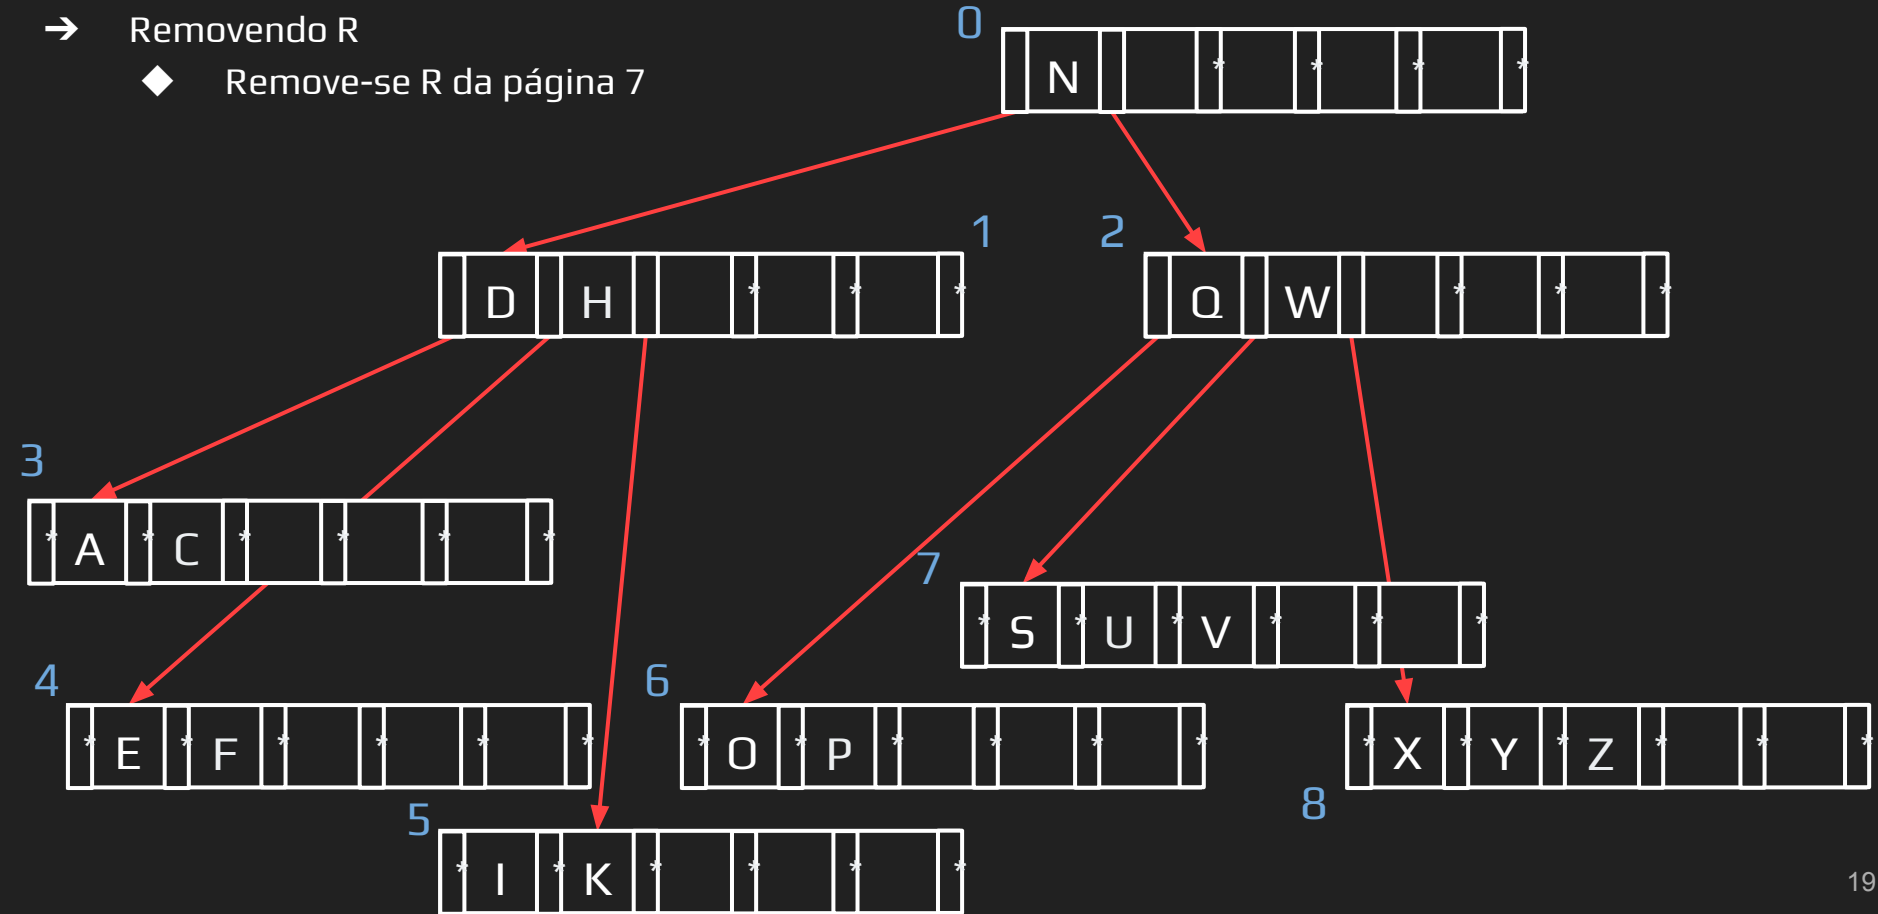 ➔ Removendo R
◆ Remove-se R da página 7
0
N * * * *
1
D H * * *
2
Q W * * *
3
* A * C * * * *
7
* S * U * V * * *
4
* E * F * * * *
6
* O * P * * * *
* X * Y * Z * * *
8
5
* I * K * * * *
19